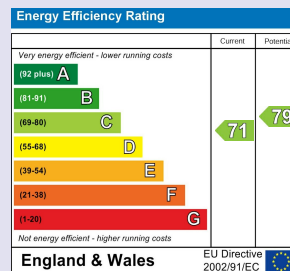 Energy Efficiency Rating
Current
Very energy efficient - lower running costs
(92 plus) A
(81-91) B
(69-80) C
(55-68) D
(39-54) E
(21-38) F
(1-20) G
71
79
Not energy efficient - higher running costs
England & Wales
EU Directive
2002/91/EC